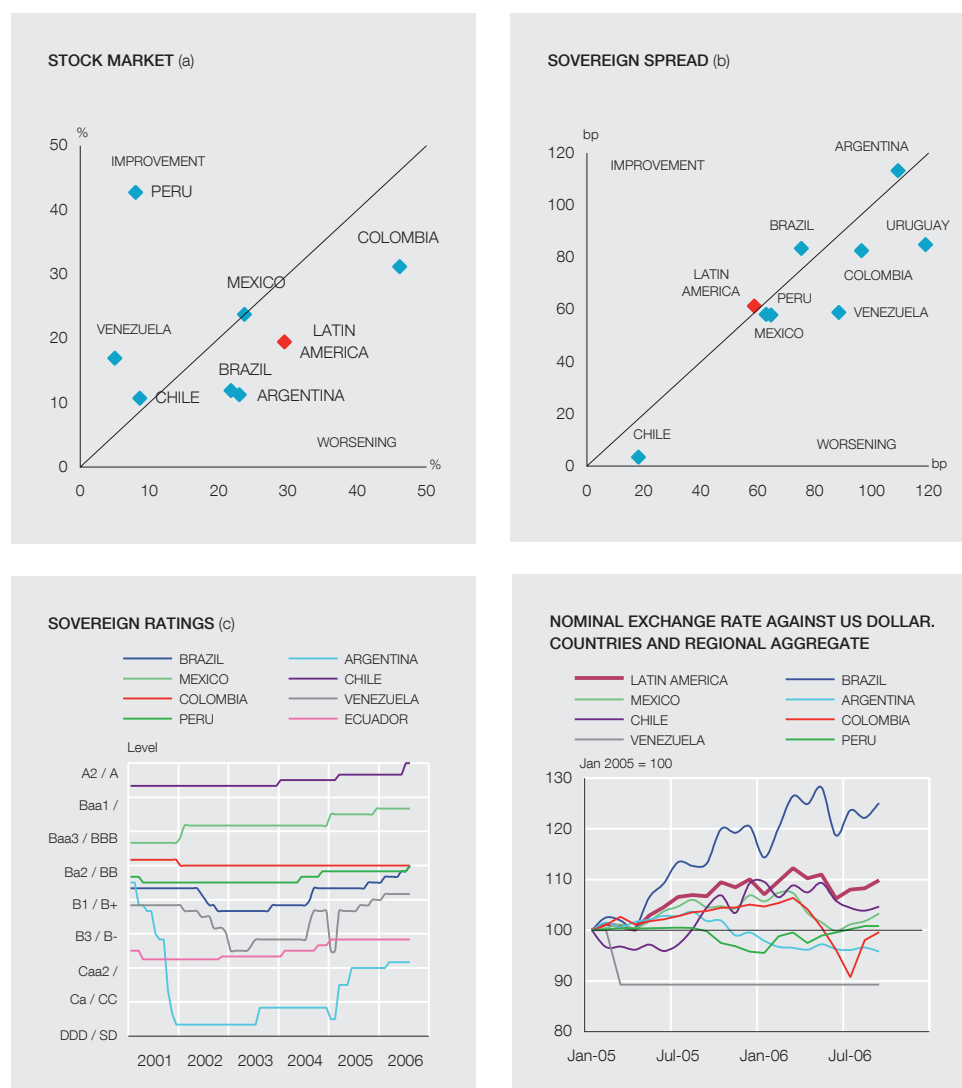 STOCK MARKET (a)
%
50
40
30
20
10
0
IMPROVEMENT
PERU
COLOMBIA
MEXICO
VENEZUELA
LATIN
AMERICA
BRAZIL
CHILE
ARGENTINA
WORSENING
%
0 10 20 30 40 50
SOVEREIGN SPREAD (b)
bp
120
100
80
60
40
20
0
ARGENTINA
IMPROVEMENT
BRAZIL
URUGUAY
COLOMBIA
LATIN
AMERICA
PERU
VENEZUELA
MEXICO
CHILE
WORSENING
bp
0 20 40 60 80 100 120
SOVEREIGN RATINGS (c)
BRAZIL ARGENTINA
MEXICO CHILE
COLOMBIA VENEZUELA
PERU ECUADOR
Level
A2 / A
Baa1 /
Baa3 / BBB
Ba2 / BB
B1 / B+
B3 / B-
Caa2 /
Ca / CC
DDD / SD
2001 2002 2003 2004 2005 2006
NOMINAL EXCHANGE RATE AGAINST US DOLLAR.
COUNTRIES AND REGIONAL AGGREGATE
LATIN AMERICA BRAZIL
MEXICO ARGENTINA
CHILE COLOMBIA
VENEZUELA PERU
Jan 2005 = 100
130
120
110
100
90
80
Jan-05 Jul-05 Jan-06 Jul-06